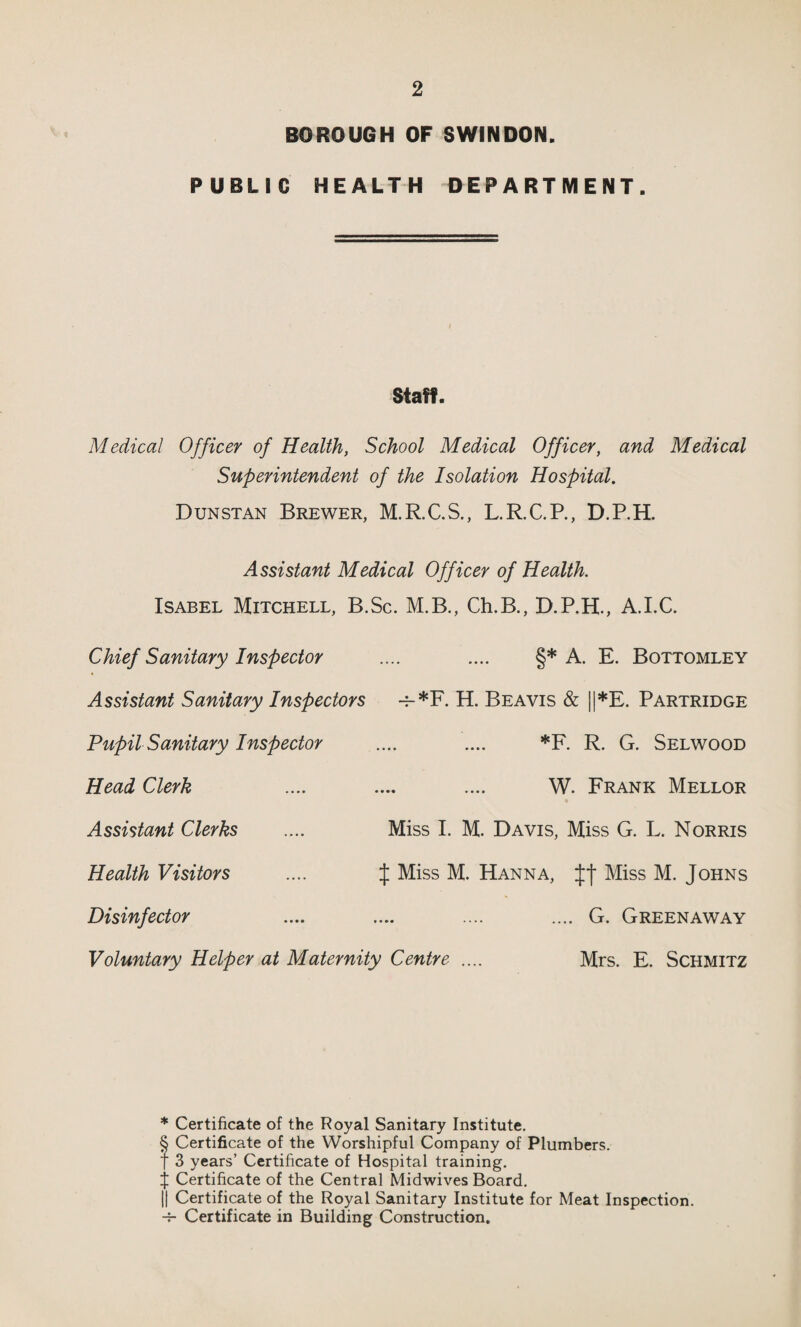 2
BOROUGH OF SWINDON.
PUBLIC HEALTH DEPARTMENT.
Staff.
Medical Officer of Health, School Medical Officer, and Medical
Superintendent of the Isolation Hospital.
Dunstan Brewer, M.R.C.S., L.R.C.P., D.P.H.
Assistant Medical Officer of Health.
Isabel Mitchell, B.Sc. M.B., Ch.B., D.P.H., A.I.C.
Chief Sanitary Inspector .... .... §* A. E. Bottomley
Assistant Sanitary Inspectors ÷*F. H. Beavis & ||*E. Partridge
Pupil Sanitary Inspector .... .... *F. R. G. Selwood
Head Clerk .... .... .... W. Frank Mellor
Assistant Clerks .... Miss I. M. Davis, Miss G. L. Norris
Health Visitors .... ‡ Miss M. Hanna, ‡† Miss M. Johns
Disinfector .... .... .... .... G. Greenaway
Voluntary Helper at Maternity Centre .... Mrs. E. Schmitz
* Certificate of the Royal Sanitary Institute.
§ Certificate of the Worshipful Company of Plumbers.
† 3 years' Certificate of Hospital training.
‡ Certificate of the Central Midwives Board.
|| Certificate of the Royal Sanitary Institute for Meat Inspection.
÷ Certificate in Building Construction.